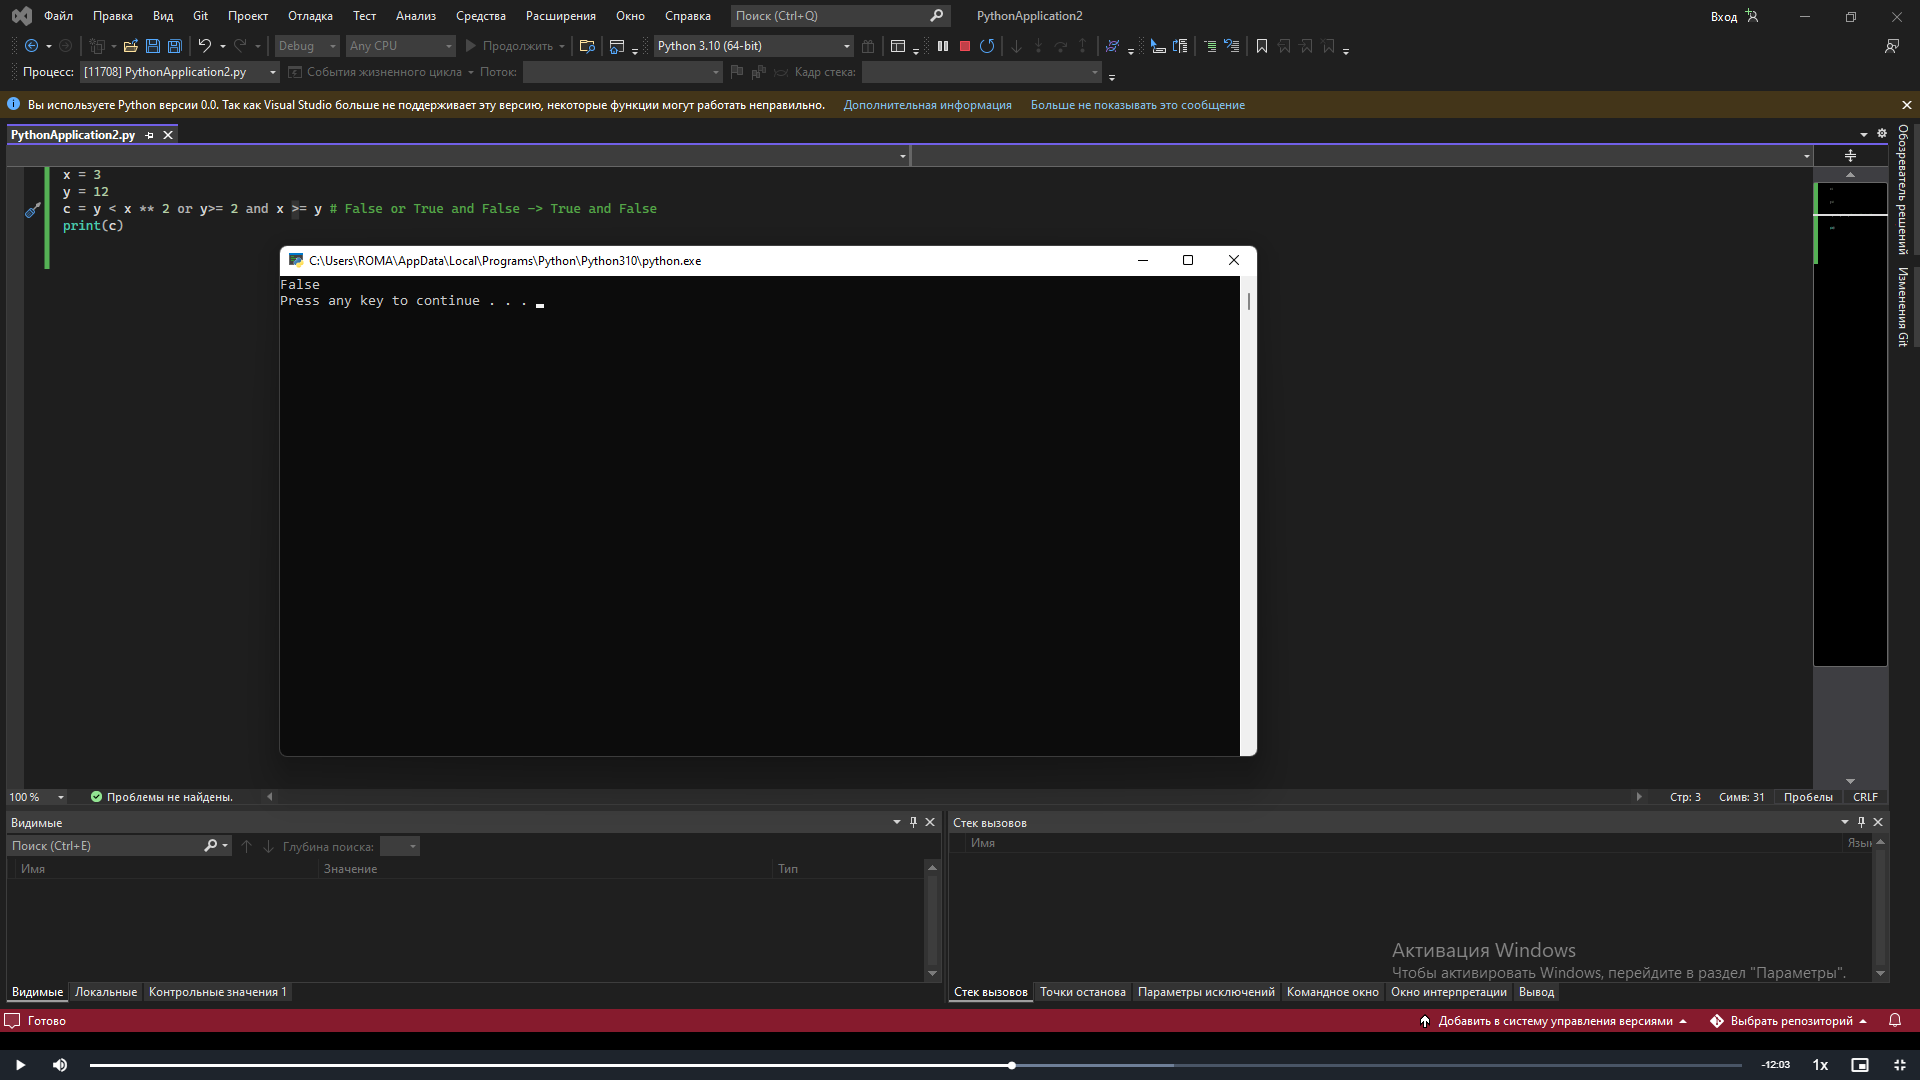 Файл Правка Вид Git Проект Отладка Тест Анализ Средства Расширения Окно Справка Поиск (Ctrl+Q) PythonApplication2 Вход
Debug Any CPU Продолжить Python 3.10 (64-bit)
Процесс: [11708] PythonApplication2.py События жизненного цикла Поток: Кадр стека:
Вы используете Python версии 0.0. Так как Visual Studio больше не поддерживает эту версию, некоторые функции могут работать неправильно. Дополнительная информация Больше не показывать это сообщение
PythonApplication2.py
x = 3
y = 12
c = y < x ** 2 or y>= 2 and x >= y # False or True and False -> True and False
print(c)
C:\Users\ROMA\AppData\Local\Programs\Python\Python310\python.exe
False
Press any key to continue . . .
Обозреватель решений
Изменения Git
100 % Проблемы не найдены. Стр: 3 Симв: 31 Пробелы CRLF
Видимые
Поиск (Ctrl+E) Глубина поиска:
Имя Значение Тип
Видимые Локальные Контрольные значения 1
Стек вызовов
Имя Язык
Активация Windows
Чтобы активировать Windows, перейдите в раздел "Параметры".
Стек вызовов Точки останова Параметры исключений Командное окно Окно интерпретации Вывод
Готово Добавить в систему управления версиями Выбрать репозиторий
-12:03 1x